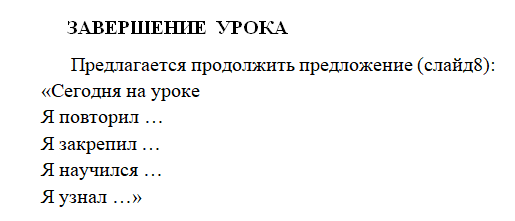 ЗАВЕРШЕНИЕ УРОКА
Предлагается продолжить предложение (слайд8):
«Сегодня на уроке
Я повторил …
Я закрепил …
Я научился …
Я узнал …»